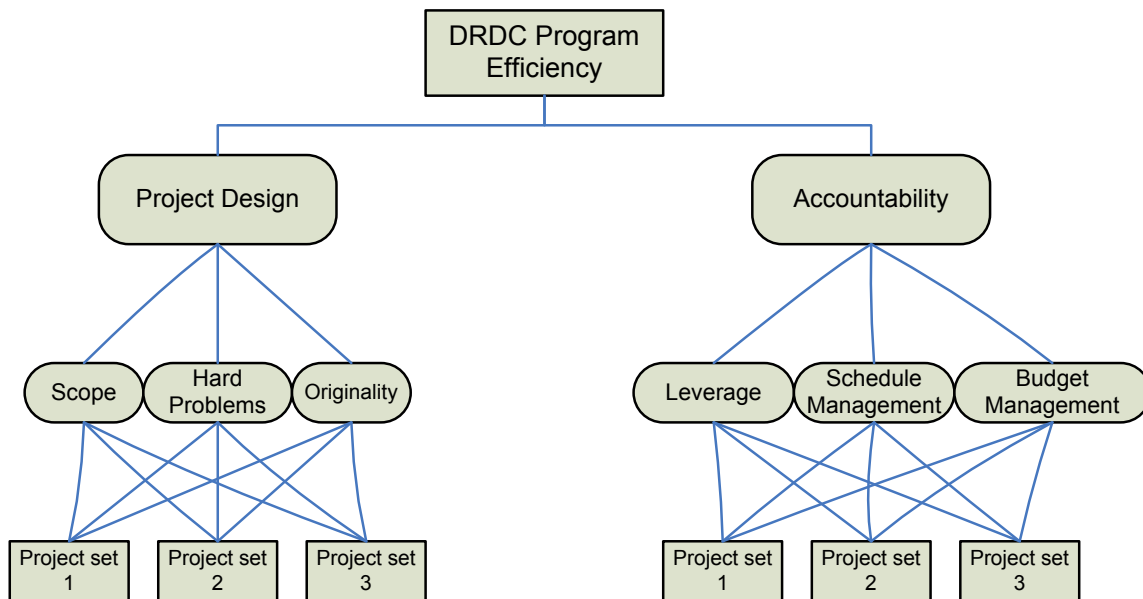 DRDC Program
Efficiency
Project Design
Accountability
Scope
Hard
Problems
Originality
Leverage
Schedule
Management
Budget
Management
Project set
1
Project set
2
Project set
3
Project set
1
Project set
2
Project set
3